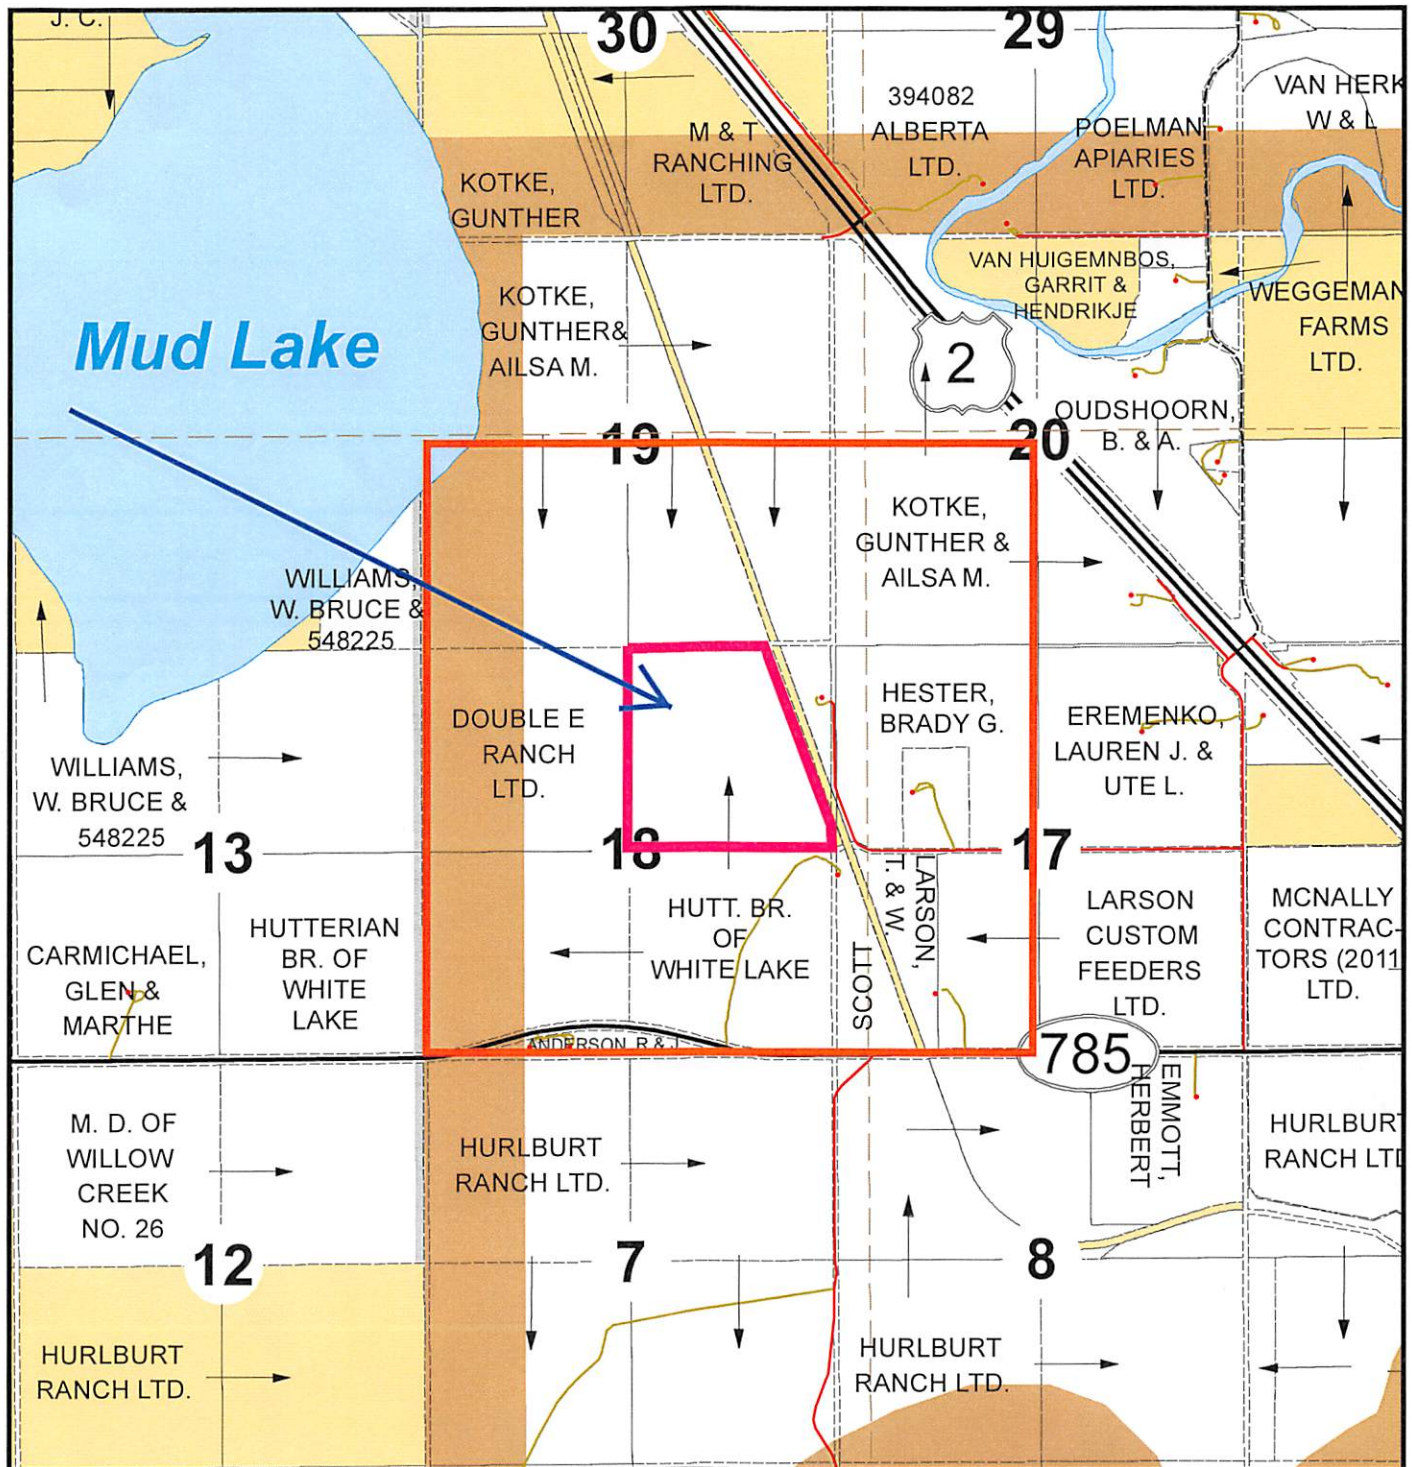 J. C.
30
29
394082
ALBERTA
LTD.
VAN HERK
W & L
M & T
RANCHING
LTD.
POELMAN
APIARIES
LTD.
KOTKE,
GUNTHER
VAN HUIGEMNBOS,
GARRIT &
HENDRIKJE
KOTKE,
GUNTHER&
AILSA M.
WEGGEMAN
FARMS
LTD.
Mud Lake
2
OUDSHOORN,
B. & A.
19
20
KOTKE,
GUNTHER &
AILSA M.
WILLIAMS,
W. BRUCE &
548225
DOUBLE E
RANCH
LTD.
HESTER,
BRADY G.
EREMENKO,
LAUREN J. &
UTE L.
WILLIAMS,
W. BRUCE &
548225
13
18
17
LARSON,
T. & W.
HUTT. BR.
OF
WHITE LAKE
LARSON
CUSTOM
FEEDERS
LTD.
MCNALLY
CONTRAC-
TORS (2011
LTD.
HUTTERIAN
BR. OF
WHITE
LAKE
CARMICHAEL,
GLEN &
MARTHE
SCOTT
ANDERSON, R & J
785
EMMOTT,
HERBERT
M. D. OF
WILLOW
CREEK
NO. 26
HURLBURT
RANCH LTD.
HURLBURT
RANCH LTD
12
7
8
HURLBURT
RANCH LTD.
HURLBURT
RANCH LTD.